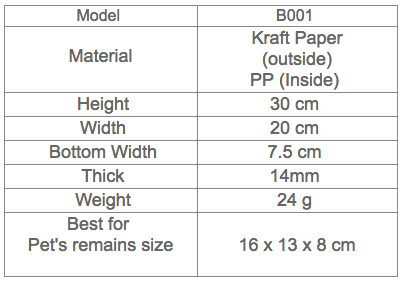 Model B001
Material Kraft Paper
(outside)
PP (Inside)
Height 30 cm
Width 20 cm
Bottom Width 7.5 cm
Thick 14mm
Weight 24 g
Best for
Pet's remains size 16 x 13 x 8 cm